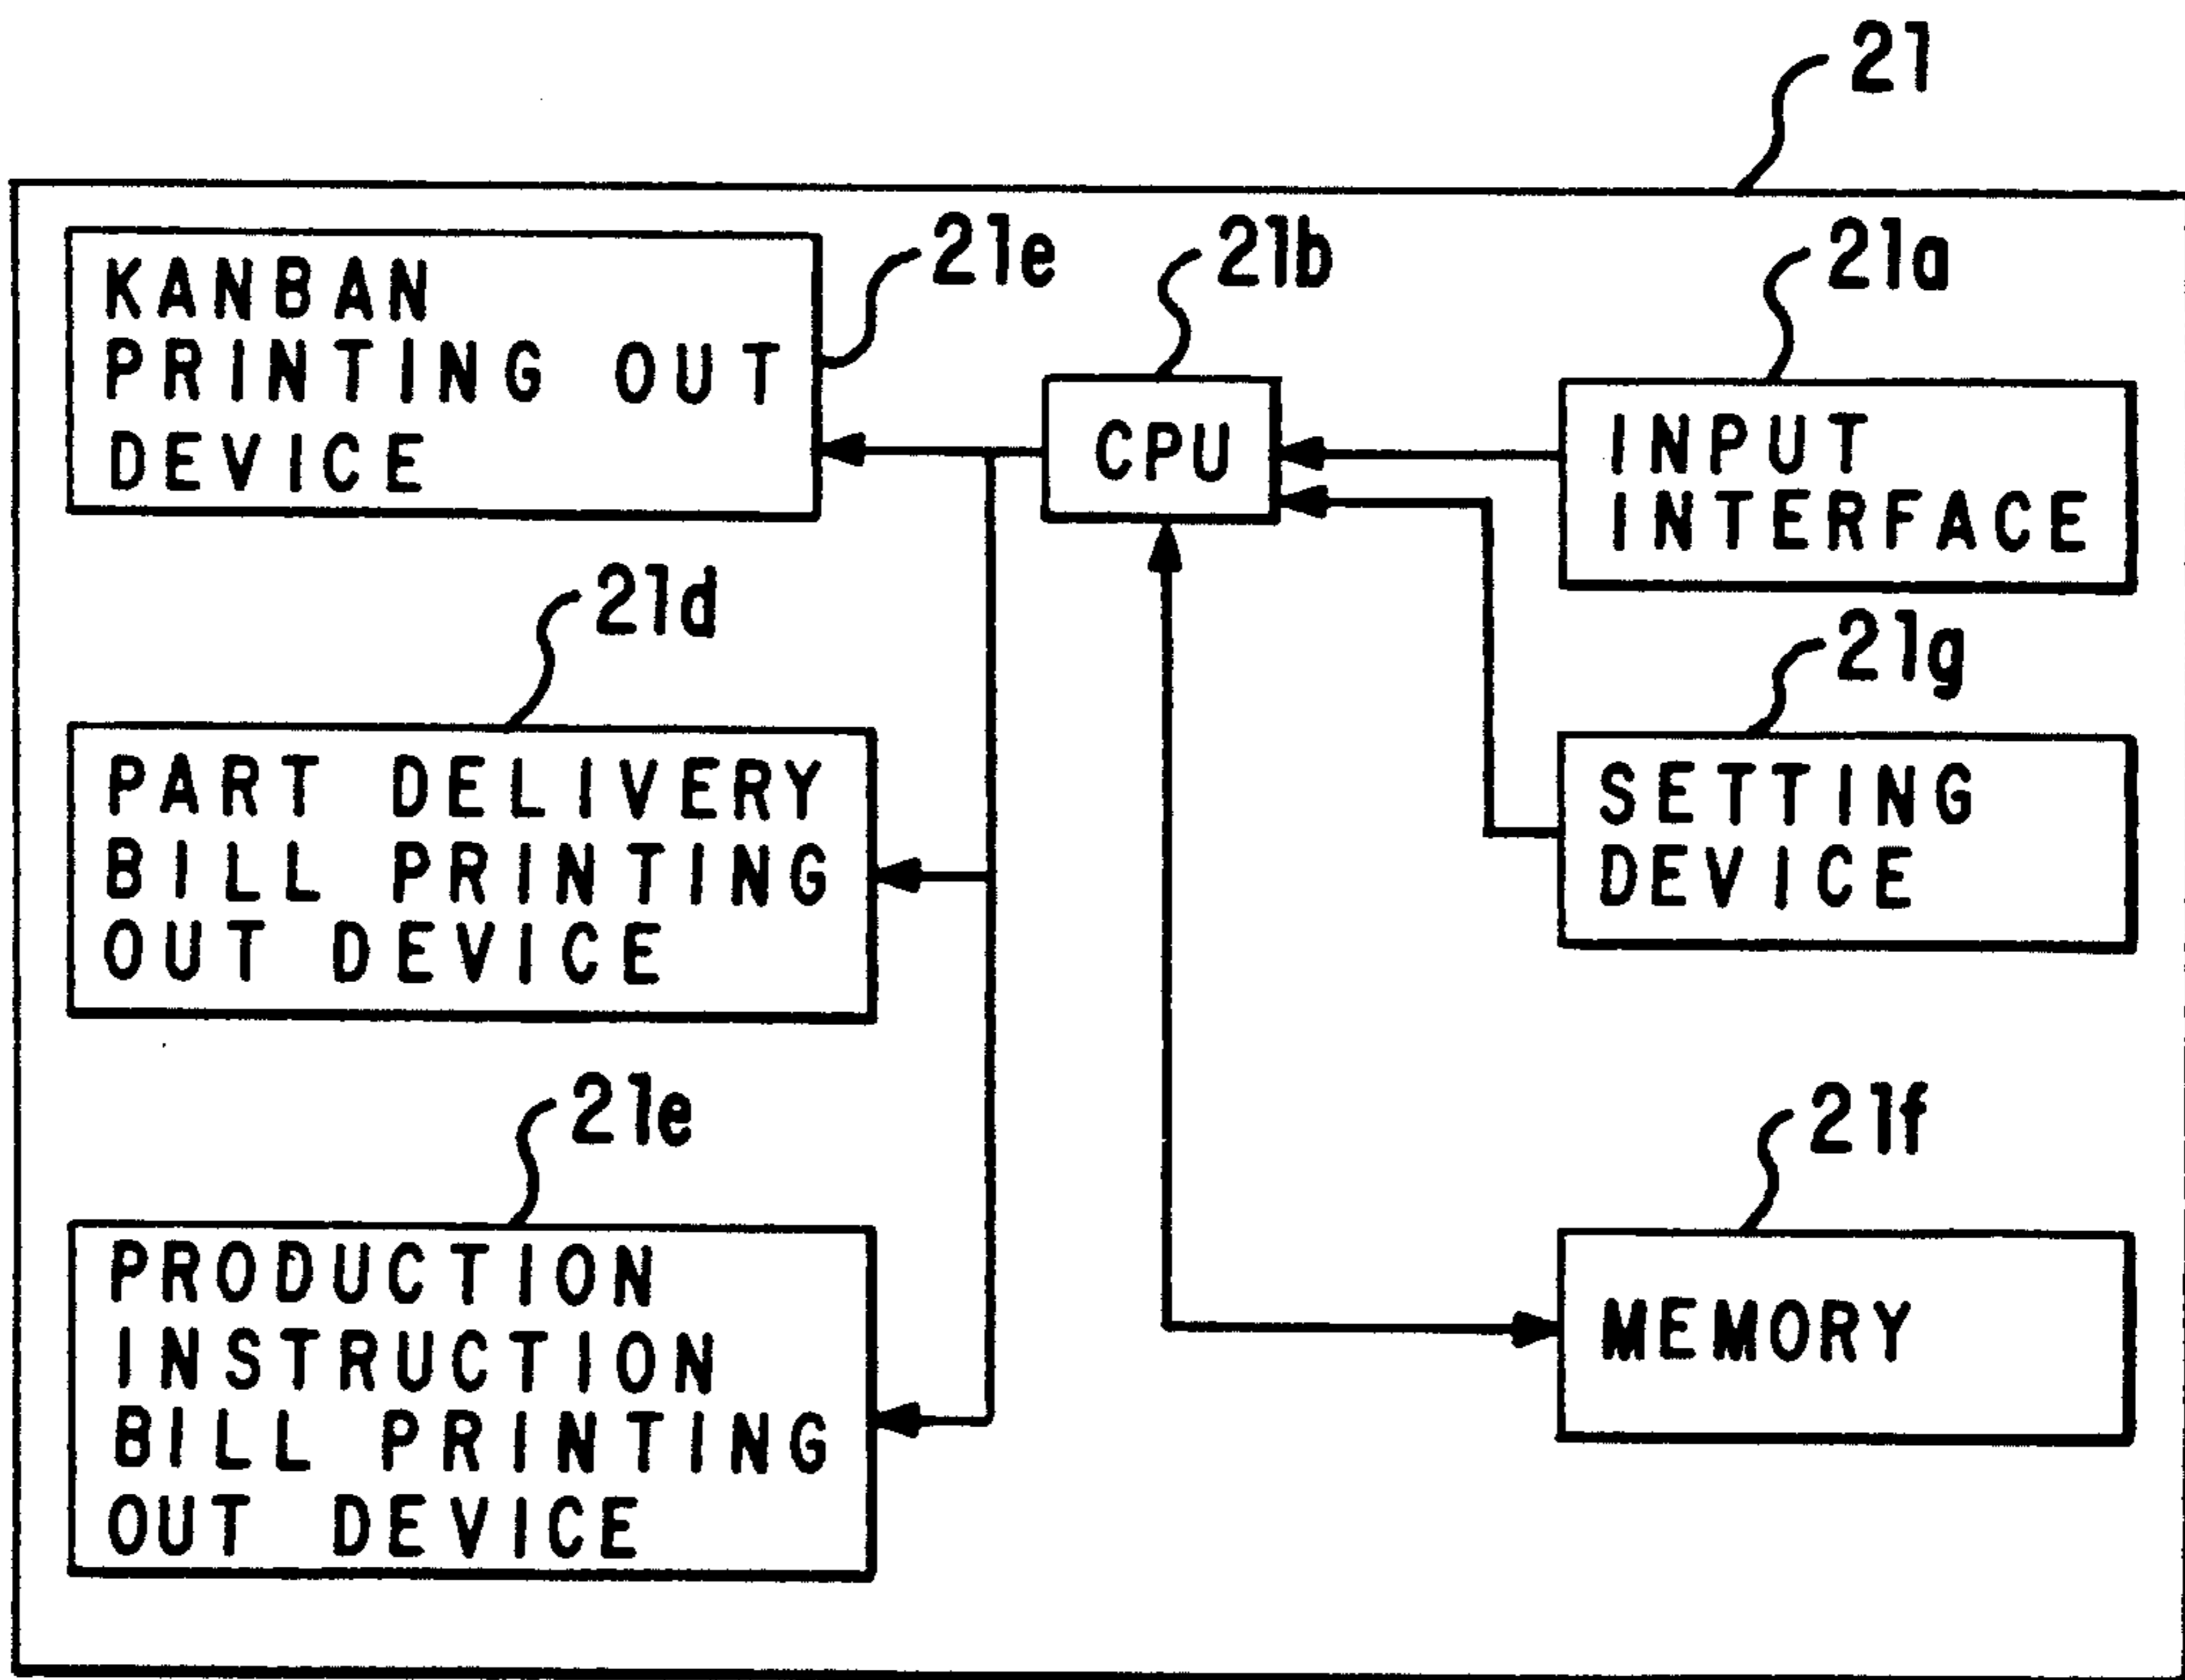 21
21e
KANBAN
PRINTING OUT
DEVICE
21b
CPU
21a
INPUT
INTERFACE
21d
PART DELIVERY
BILL PRINTING
OUT DEVICE
21g
SETTING
DEVICE
21e
PRODUCTION
INSTRUCTION
BILL PRINTING
OUT DEVICE
21f
MEMORY